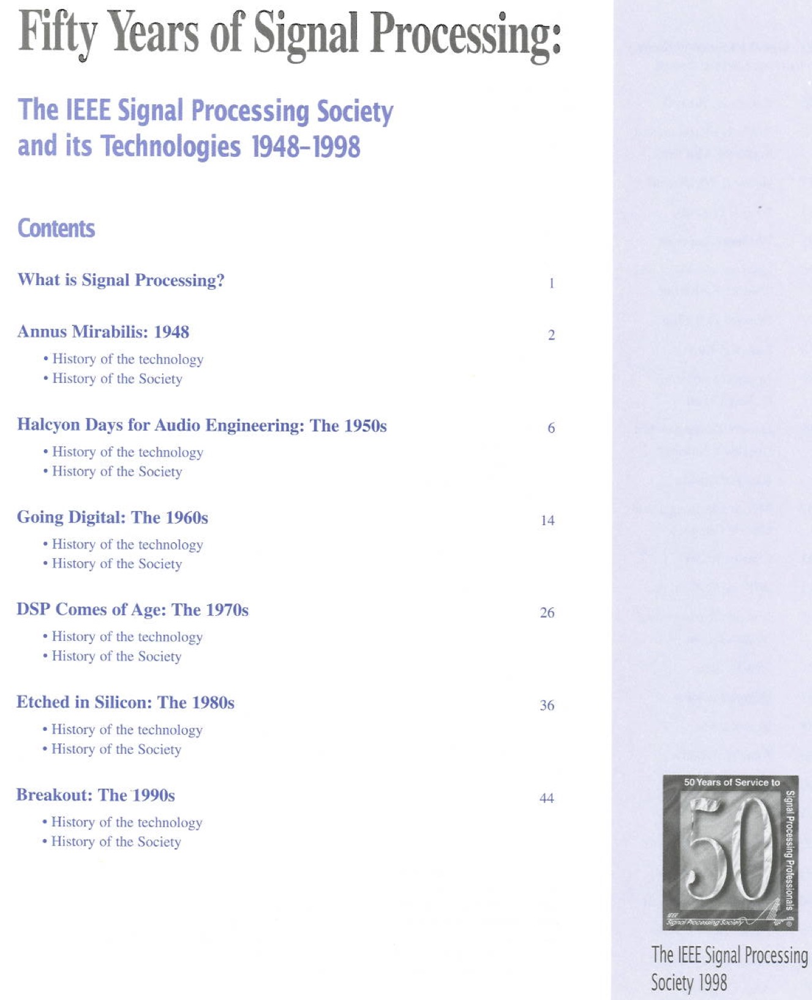 Fifty Years of Signal Processing:
The IEEE Signal Processing Society
and its Technologies 1948-1998
Contents
What is Signal Processing? 1
Annus Mirabilis: 1948 2
• History of the technology
• History of the Society
Halcyon Days for Audio Engineering: The 1950s 6
• History of the technology
• History of the Society
Going Digital: The 1960s 14
• History of the technology
• History of the Society
DSP Comes of Age: The 1970s 26
• History of the technology
• History of the Society
Etched in Silicon: The 1980s 36
• History of the technology
• History of the Society
Breakout: The 1990s 44
• History of the technology
• History of the Society
50 Years of Service to
Signal Processing Professionals
50
IEEE
Signal Processing Society
The IEEE Signal Processing
Society 1998